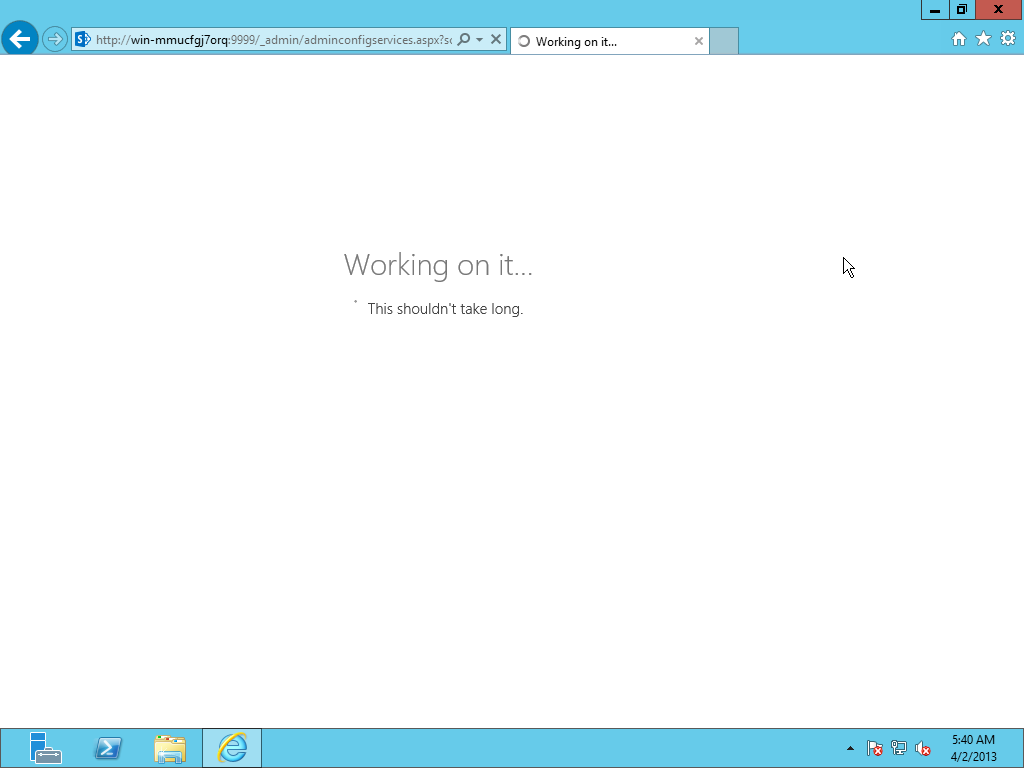 http://win-mmucfgj7orq:9999/_admin/adminconfigservices.aspx?sc
Working on it...
Working on it...
This shouldn't take long.
5:40 AM
4/2/2013